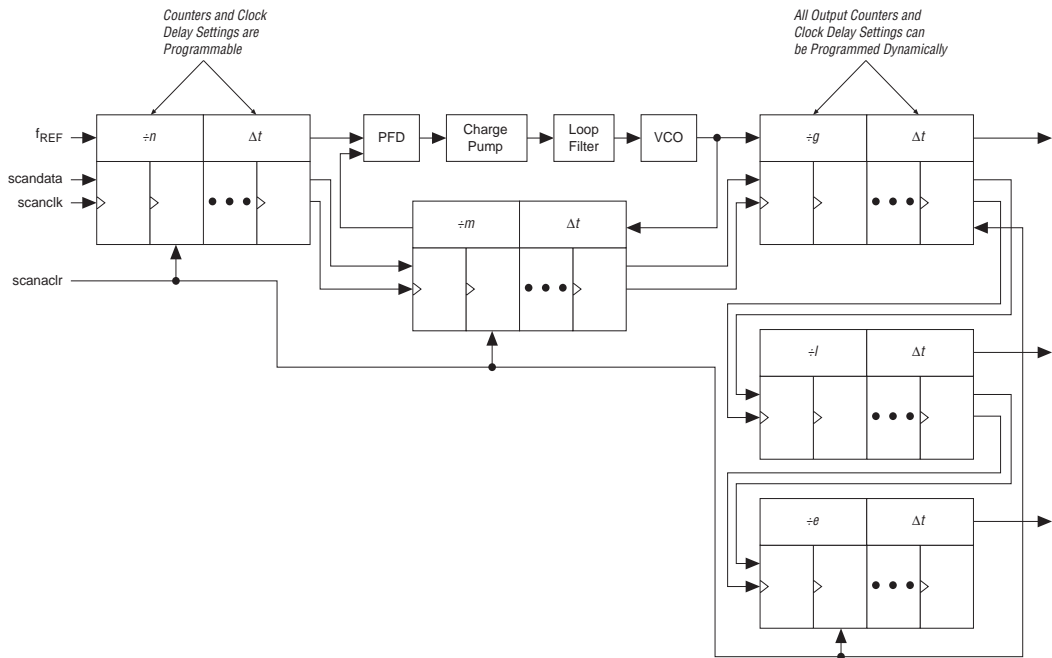 Counters and Clock
Delay Settings are
Programmable
All Output Counters and
Clock Delay Settings can
be Programmed Dynamically
fREF
÷n
Δt
PFD
Charge
Pump
Loop
Filter
VCO
÷g
Δt
scandata
scanclk
÷m
Δt
scanaclr
÷l
Δt
÷e
Δt